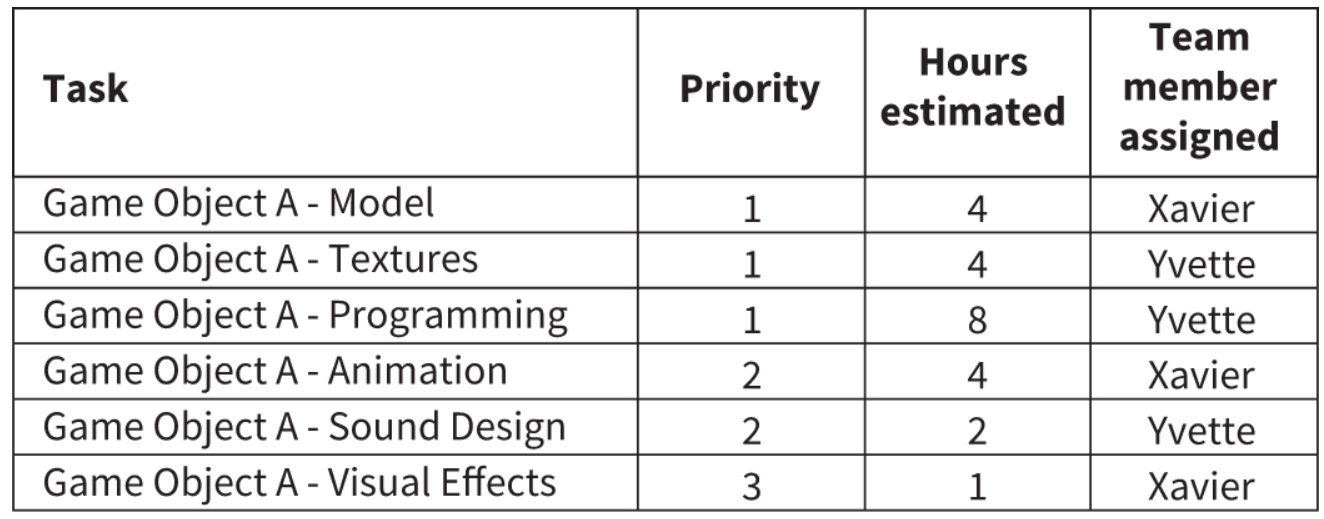 Task Priority Hours estimated Team member assigned
Game Object A - Model 1 4 Xavier
Game Object A - Textures 1 4 Yvette
Game Object A - Programming 1 8 Yvette
Game Object A - Animation 2 4 Xavier
Game Object A - Sound Design 2 2 Yvette
Game Object A - Visual Effects 3 1 Xavier